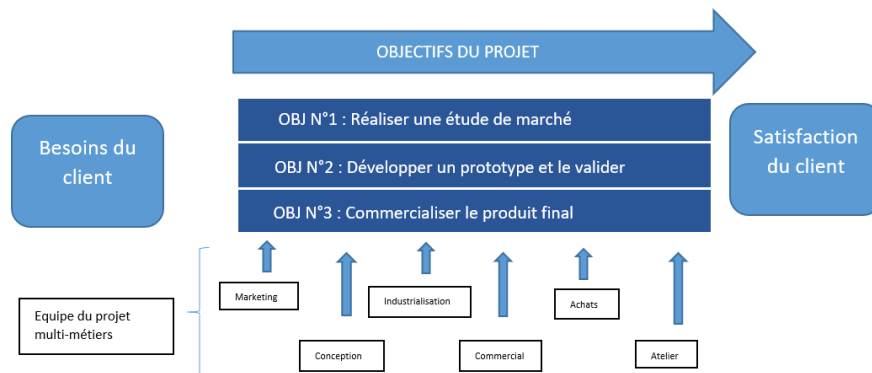 OBJECTIFS DU PROJET
Besoins du
client
OBJ N°1 : Réaliser une étude de marché
OBJ N°2 : Développer un prototype et le valider
OBJ N°3 : Commercialiser le produit final
Satisfaction
du client
Equipe du projet
multi-métiers
Marketing
Industrialisation
Achats
Conception
Commercial
Atelier